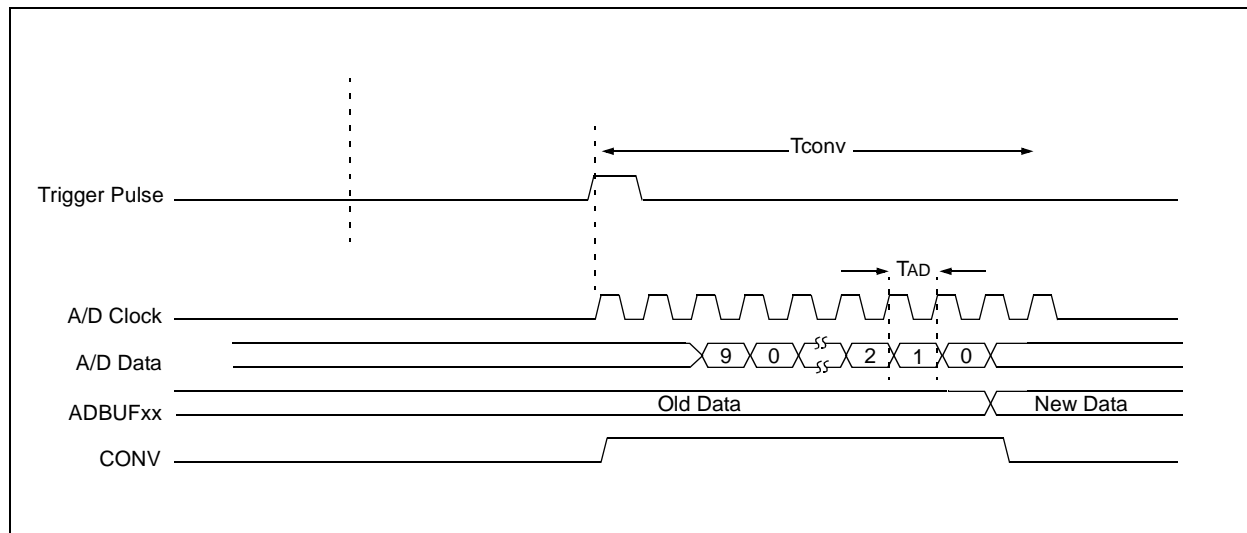 Tconv
Trigger Pulse
TAD
A/D Clock
A/D Data 9 0 2 1 0
ADBUFxx Old Data New Data
CONV